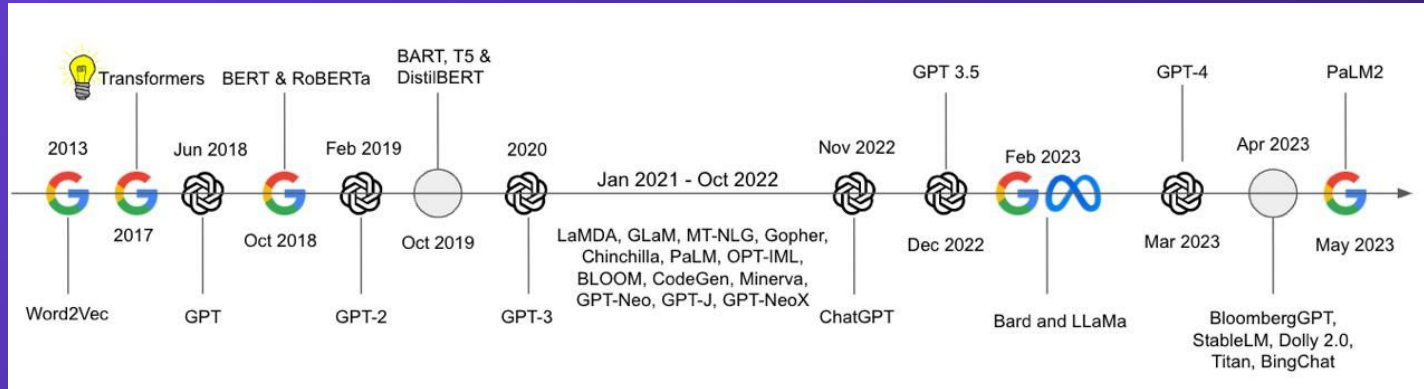 BART, T5 &
DistilBERT
Transformers
BERT & RoBERTa
GPT 3.5
GPT-4
PaLM2
2013
Jun 2018
Feb 2019
2020
Nov 2022
Feb 2023
Apr 2023
Jan 2021 - Oct 2022
2017
Oct 2018
Oct 2019
Dec 2022
Mar 2023
May 2023
LaMDA, GLaM, MT-NLG, Gopher,
Chinchilla, PaLM, OPT-IML,
BLOOM, CodeGen, Minerva,
GPT-Neo, GPT-J, GPT-NeoX
Word2Vec
GPT
GPT-2
GPT-3
ChatGPT
Bard and LLaMa
BloombergGPT,
StableLM, Dolly 2.0,
Titan, BingChat